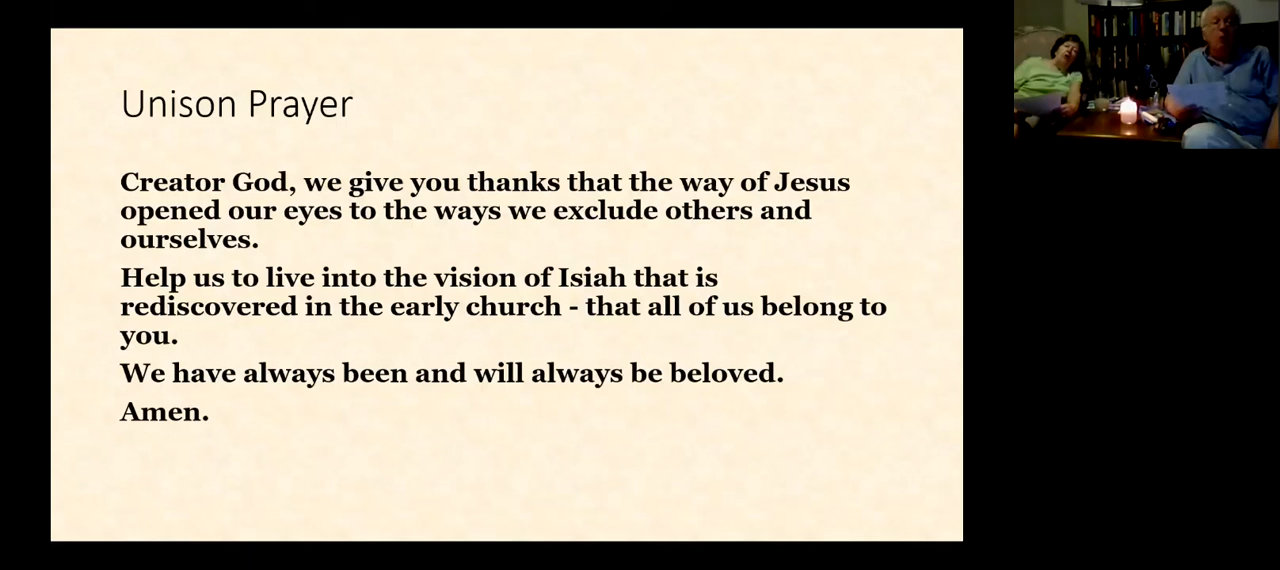 Unison Prayer
Creator God, we give you thanks that the way of Jesus
opened our eyes to the ways we exclude others and
ourselves.
Help us to live into the vision of Isiah that is
rediscovered in the early church - that all of us belong to
you.
We have always been and will always be beloved.
Amen.